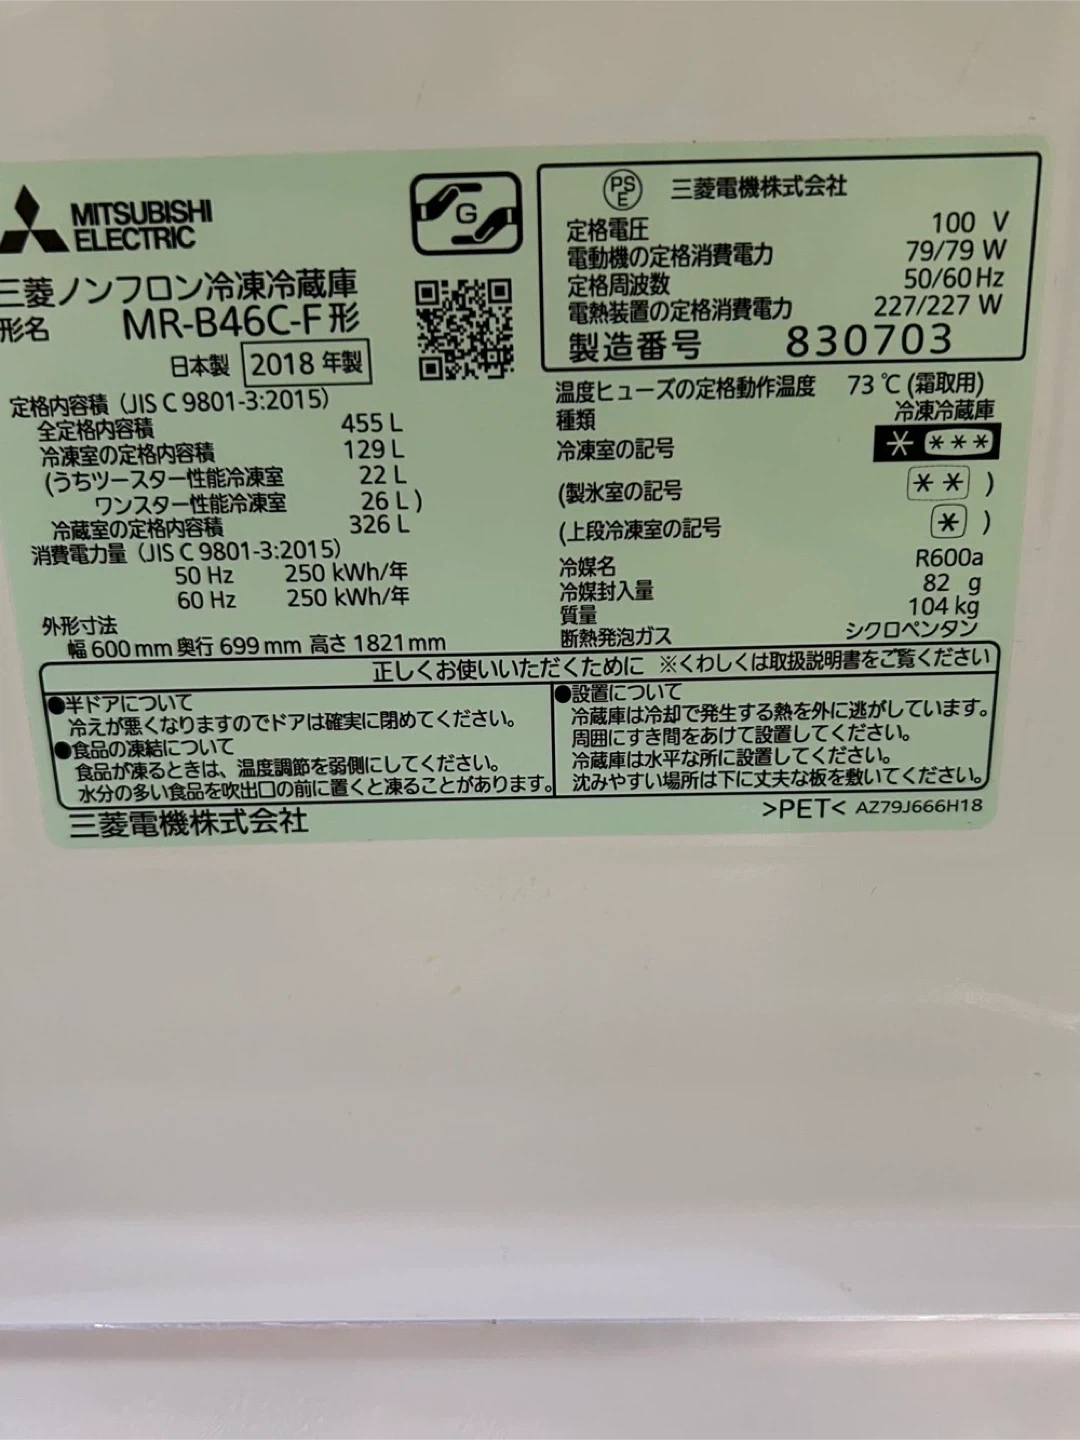 MITSUBISHI
ELECTRIC
G
三菱ノンフロン冷凍冷蔵庫
形名 MR-B46C-F形
日本製 2018年製
定格内容積（JIS C 9801-3:2015）
全定格内容積 455 L
冷凍室の定格内容積 129 L
(うちツースター性能冷凍室 22 L
ワンスター性能冷凍室 26 L )
冷蔵室の定格内容積 326 L
消費電力量（JIS C 9801-3:2015）
50 Hz 250 kWh/年
60 Hz 250 kWh/年
外形寸法
幅 600 mm 奥行 699 mm 高さ 1821 mm
PS
E
三菱電機株式会社
定格電圧 100 V
電動機の定格消費電力 79/79 W
定格周波数 50/60 Hz
電熱装置の定格消費電力 227/227 W
製造番号 830703
温度ヒューズの定格動作温度 73 ℃ (霜取用)
種類 冷凍冷蔵庫
冷凍室の記号 * ***
(製氷室の記号 ** )
(上段冷凍室の記号 * )
冷媒名 R600a
冷媒封入量 82 g
質量 104 kg
断熱発泡ガス シクロペンタン
正しくお使いいただくために ※くわしくは取扱説明書をご覧ください
●半ドアについて
冷えが悪くなりますのでドアは確実に閉めてください。
●食品の凍結について
食品が凍るときは、温度調節を弱側にしてください。
水分の多い食品を吹出口の前に置くと凍ることがあります。
●設置について
冷蔵庫は冷却で発生する熱を外に逃がしています。
周囲にすき間をあけて設置してください。
冷蔵庫は水平な所に設置してください。
沈みやすい場所は下に丈夫な板を敷いてください。
三菱電機株式会社
>PET< AZ79J666H18